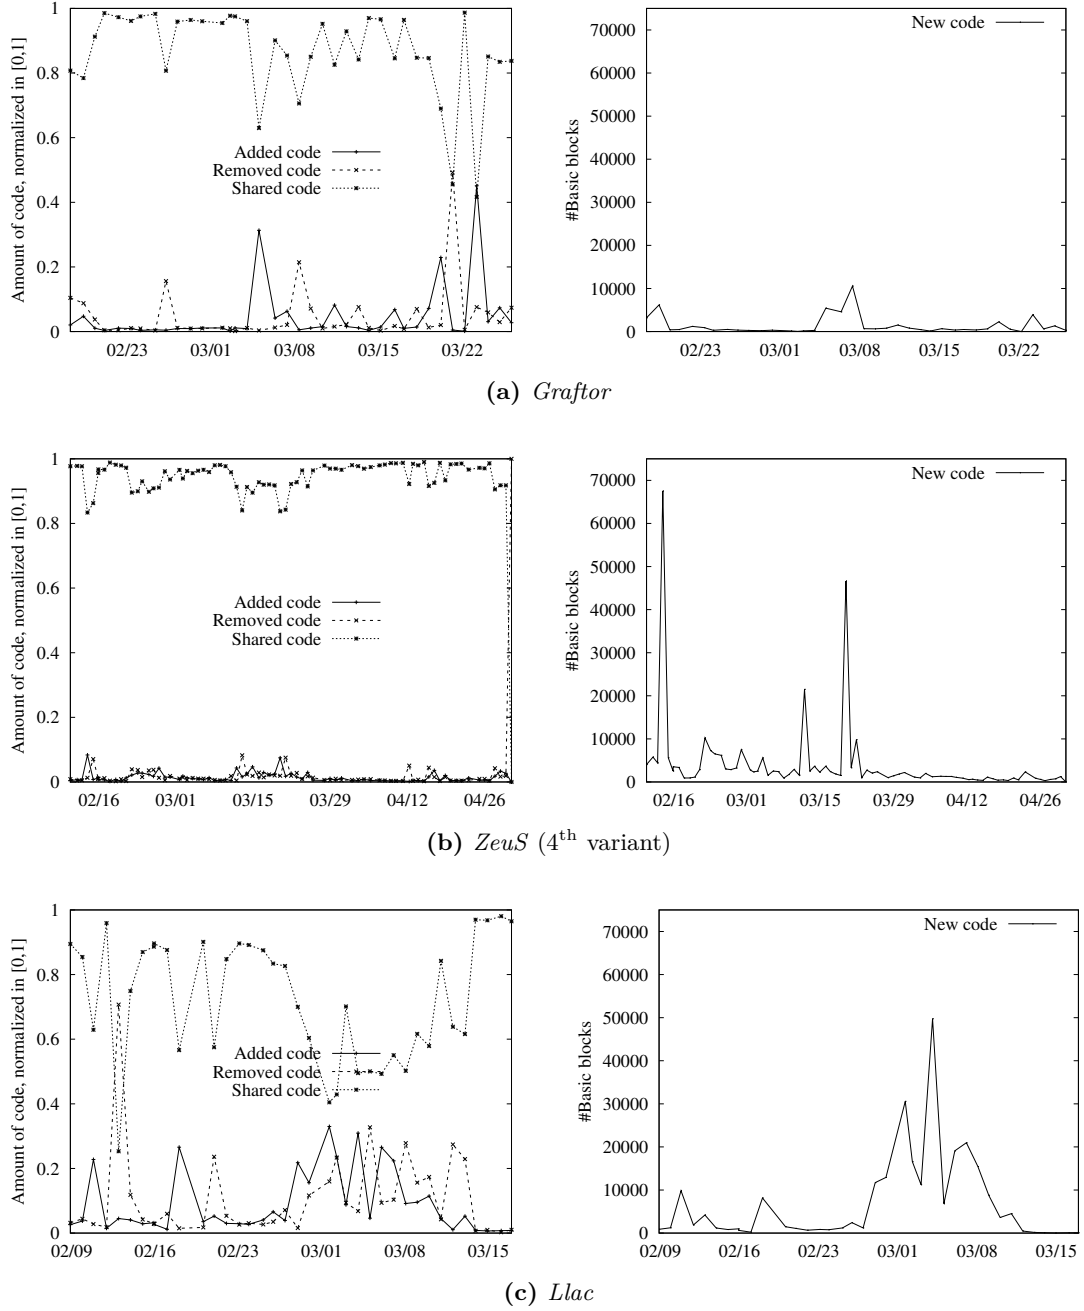 1
0.8
0.6
0.4
0.2
0
Amount of code, normalized in [0,1]
Added code
Removed code
Shared code
02/23 03/01 03/08 03/15 03/22
70000
60000
50000
40000
30000
20000
10000
0
#Basic blocks
New code
02/23 03/01 03/08 03/15 03/22
(a) Graftor
1
0.8
0.6
0.4
0.2
0
Amount of code, normalized in [0,1]
Added code
Removed code
Shared code
02/16 03/01 03/15 03/29 04/12 04/26
70000
60000
50000
40000
30000
20000
10000
0
#Basic blocks
New code
02/16 03/01 03/15 03/29 04/12 04/26
(b) ZeuS (4th variant)
1
0.8
0.6
0.4
0.2
0
Amount of code, normalized in [0,1]
Added code
Removed code
Shared code
02/09 02/16 02/23 03/01 03/08 03/15
70000
60000
50000
40000
30000
20000
10000
0
#Basic blocks
New code
02/09 02/16 02/23 03/01 03/08 03/15
(c) Llac